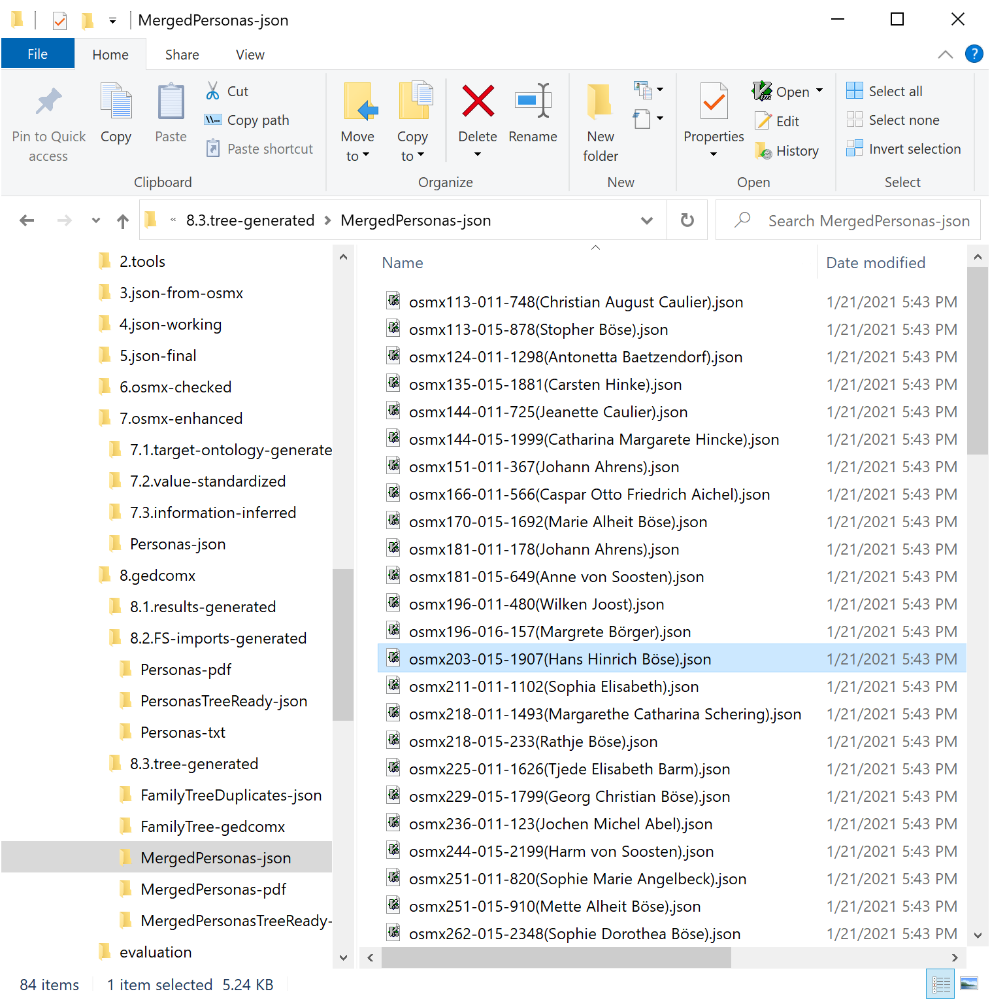 MergedPersonas-json
File Home Share View
Pin to Quick access
Copy
Paste
Cut
Copy path
Paste shortcut
Clipboard
Move to
Copy to
Delete
Rename
Organize
New folder
New
Properties
Open
Edit
History
Open
Select all
Select none
Invert selection
Select
« 8.3.tree-generated > MergedPersonas-json
Search MergedPersonas-json
2.tools
3.json-from-osmx
4.json-working
5.json-final
6.osmx-checked
7.osmx-enhanced
7.1.target-ontology-generate
7.2.value-standardized
7.3.information-inferred
Personas-json
8.gedcomx
8.1.results-generated
8.2.FS-imports-generated
Personas-pdf
PersonasTreeReady-json
Personas-txt
8.3.tree-generated
FamilyTreeDuplicates-json
FamilyTree-gedcomx
MergedPersonas-json
MergedPersonas-pdf
MergedPersonasTreeReady-
evaluation
Name Date modified
osmx113-011-748(Christian August Caulier).json 1/21/2021 5:43 PM
osmx113-015-878(Stopher Böse).json 1/21/2021 5:43 PM
osmx124-011-1298(Antonetta Baetzendorf).json 1/21/2021 5:43 PM
osmx135-015-1881(Carsten Hinke).json 1/21/2021 5:43 PM
osmx144-011-725(Jeanette Caulier).json 1/21/2021 5:43 PM
osmx144-015-1999(Catharina Margarete Hincke).json 1/21/2021 5:43 PM
osmx151-011-367(Johann Ahrens).json 1/21/2021 5:43 PM
osmx166-011-566(Caspar Otto Friedrich Aichel).json 1/21/2021 5:43 PM
osmx170-015-1692(Marie Alheit Böse).json 1/21/2021 5:43 PM
osmx181-011-178(Johann Ahrens).json 1/21/2021 5:43 PM
osmx181-015-649(Anne von Soosten).json 1/21/2021 5:43 PM
osmx196-011-480(Wilken Joost).json 1/21/2021 5:43 PM
osmx196-016-157(Margrete Börger).json 1/21/2021 5:43 PM
osmx203-015-1907(Hans Hinrich Böse).json 1/21/2021 5:43 PM
osmx211-011-1102(Sophia Elisabeth).json 1/21/2021 5:43 PM
osmx218-011-1493(Margarethe Catharina Schering).json 1/21/2021 5:43 PM
osmx218-015-233(Rathje Böse).json 1/21/2021 5:43 PM
osmx225-011-1626(Tjede Elisabeth Barm).json 1/21/2021 5:43 PM
osmx229-015-1799(Georg Christian Böse).json 1/21/2021 5:43 PM
osmx236-011-123(Jochen Michel Abel).json 1/21/2021 5:43 PM
osmx244-015-2199(Harm von Soosten).json 1/21/2021 5:43 PM
osmx251-011-820(Sophie Marie Angelbeck).json 1/21/2021 5:43 PM
osmx251-015-910(Mette Alheit Böse).json 1/21/2021 5:43 PM
osmx262-015-2348(Sophie Dorothea Böse).json 1/21/2021 5:43 PM
84 items 1 item selected 5.24 KB